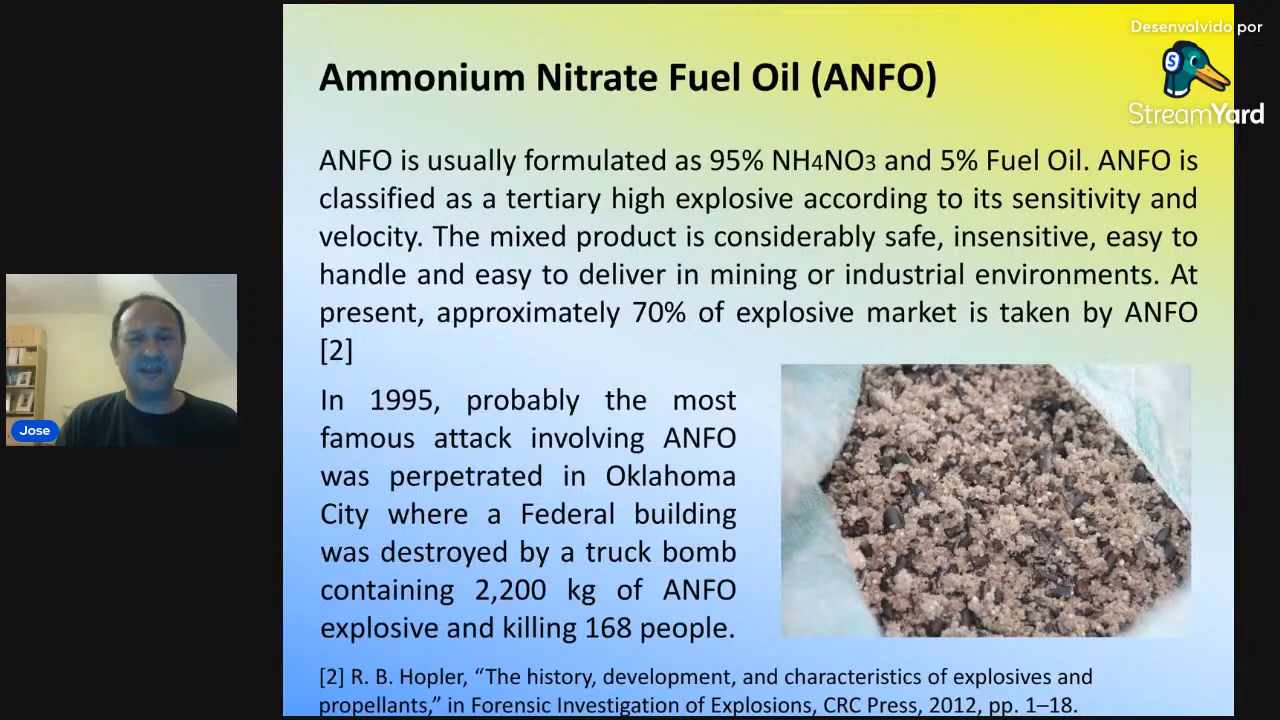 Desenvolvido por
StreamYard
Ammonium Nitrate Fuel Oil (ANFO)
ANFO is usually formulated as 95% NH4NO3 and 5% Fuel Oil. ANFO is
classified as a tertiary high explosive according to its sensitivity and
velocity. The mixed product is considerably safe, insensitive, easy to
handle and easy to deliver in mining or industrial environments. At
present, approximately 70% of explosive market is taken by ANFO
[2]
In 1995, probably the most
famous attack involving ANFO
was perpetrated in Oklahoma
City where a Federal building
was destroyed by a truck bomb
containing 2,200 kg of ANFO
explosive and killing 168 people.
Jose
[2] R. B. Hopler, “The history, development, and characteristics of explosives and
propellants,” in Forensic Investigation of Explosions, CRC Press, 2012, pp. 1–18.